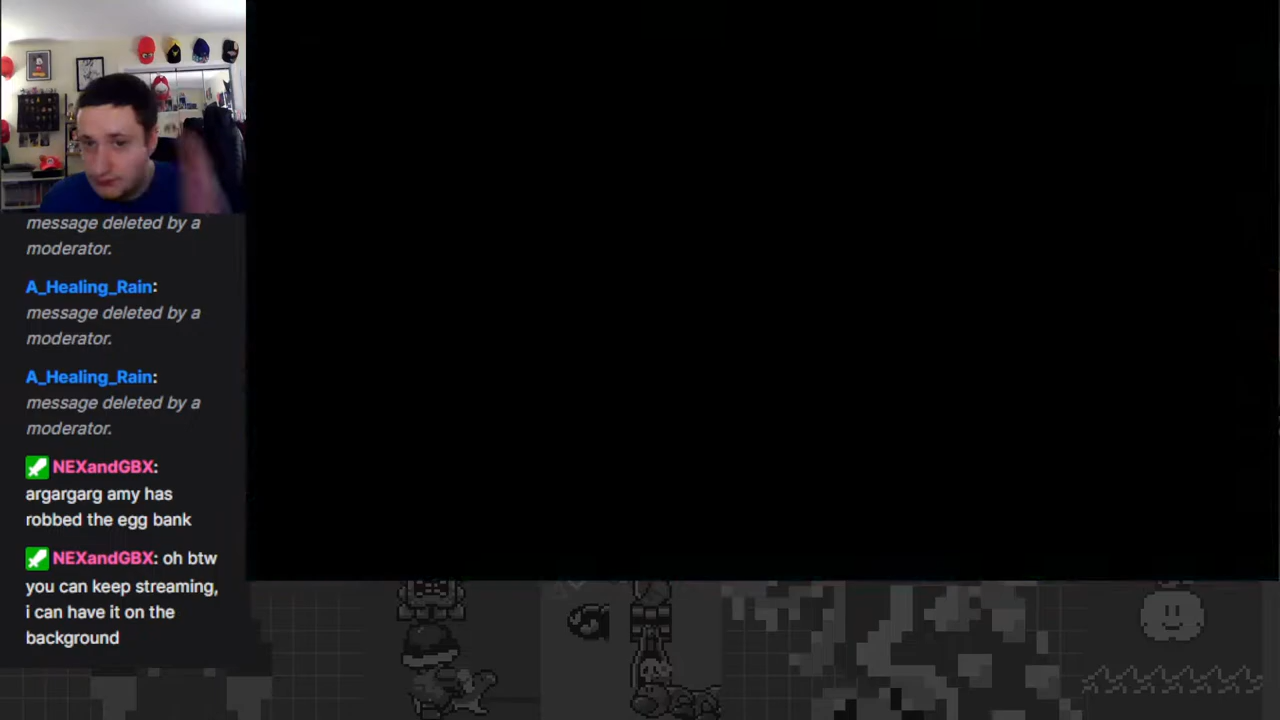 message deleted by a
moderator.
A_Healing_Rain:
message deleted by a
moderator.
A_Healing_Rain:
message deleted by a
moderator.
NEXandGBX:
argargarg amy has
robbed the egg bank
NEXandGBX: oh btw
you can keep streaming,
i can have it on the
background